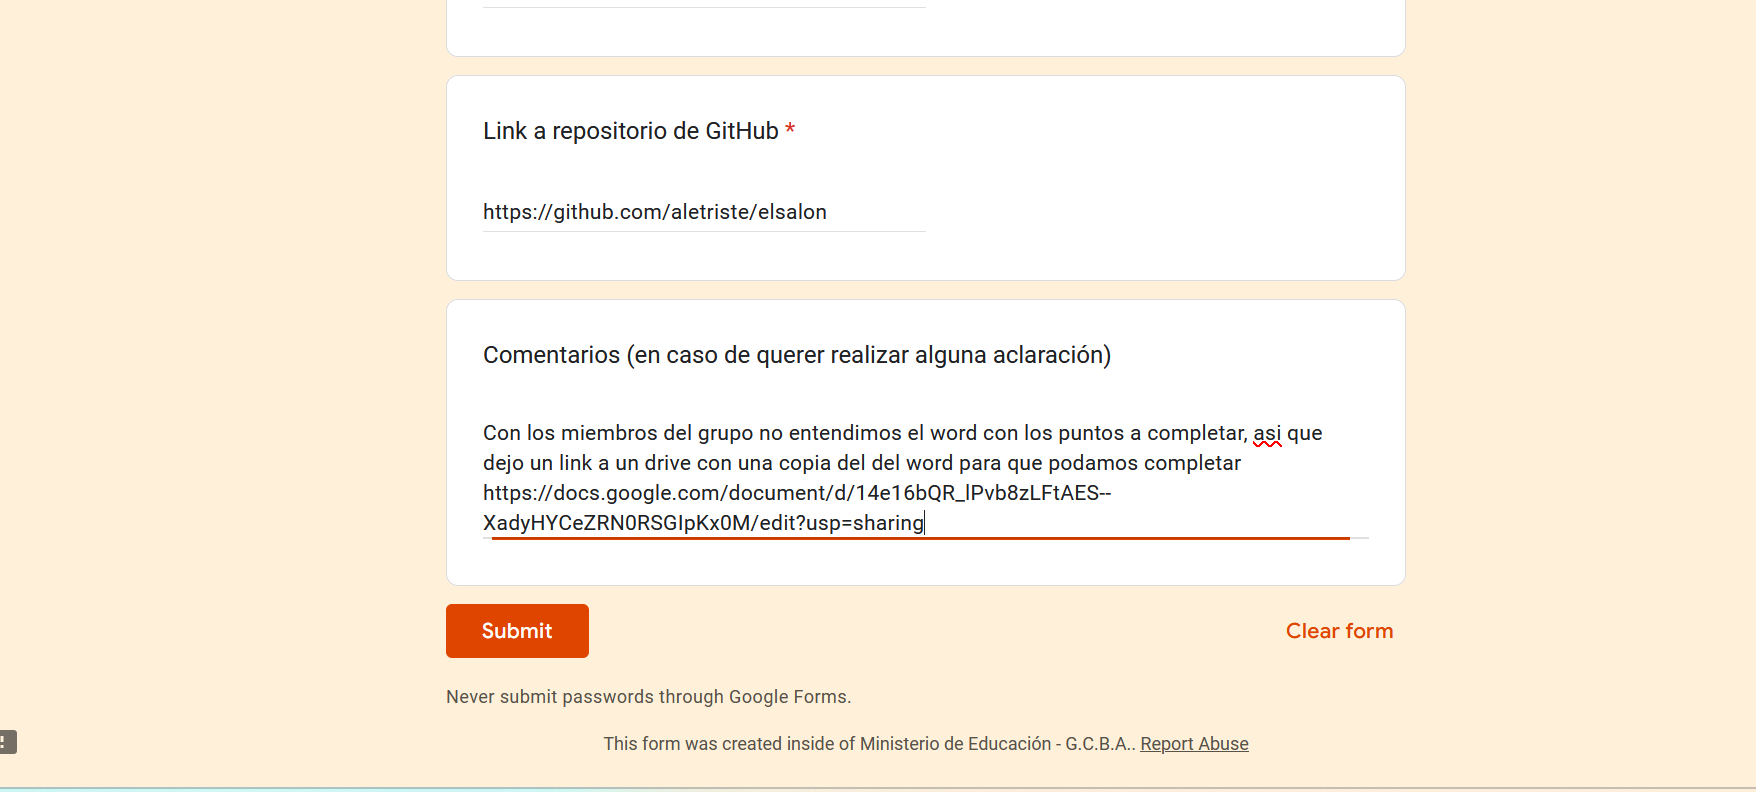 Link a repositorio de GitHub *
https://github.com/aletriste/elsalon
Comentarios (en caso de querer realizar alguna aclaración)
Con los miembros del grupo no entendimos el word con los puntos a completar, asi que
dejo un link a un drive con una copia del del word para que podamos completar
https://docs.google.com/document/d/14e16bQR_lPvb8zLFtAES--
XadyHYCeZRN0RSGIpKx0M/edit?usp=sharing
Submit
Clear form
Never submit passwords through Google Forms.
!
This form was created inside of Ministerio de Educación - G.C.B.A.. Report Abuse